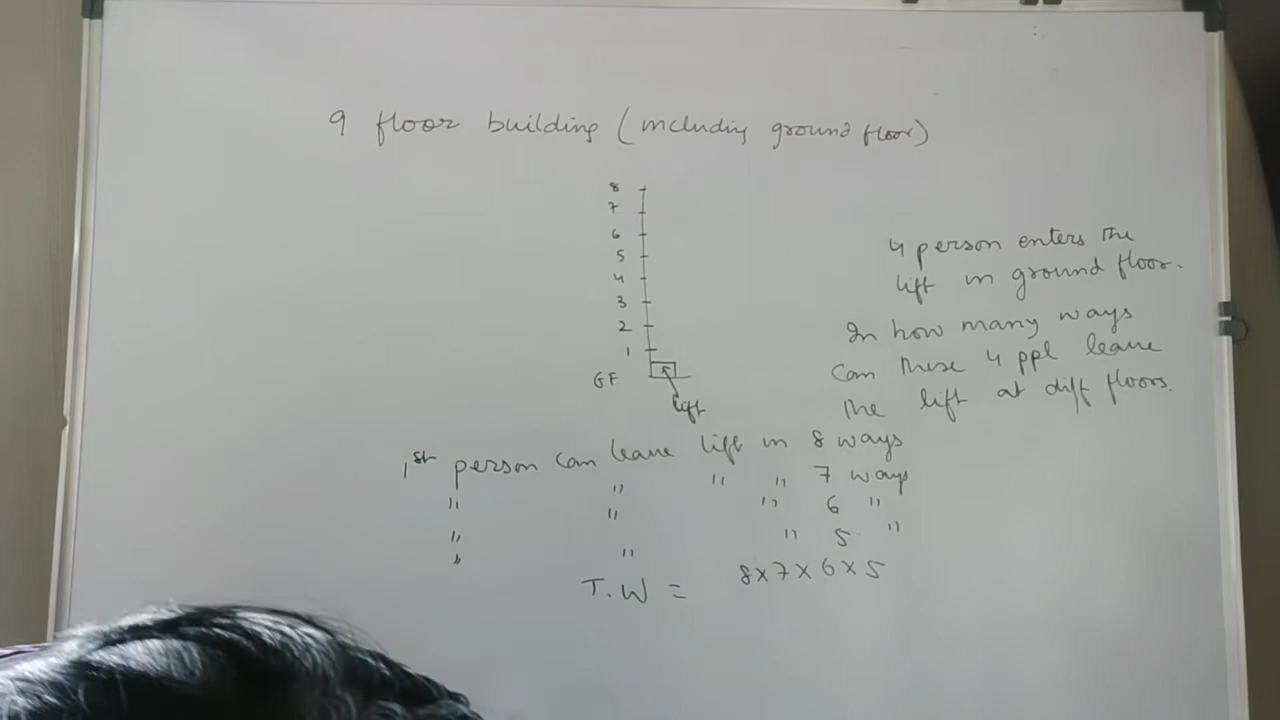 9 floor building (including ground floor)
8
7
6
5
4
3
2
1
GF
lift
4 person enters the
lift in ground floor.
In how many ways
can these 4 ppl leave
the lift at diff floors.
1st person can leave lift in 8 ways
" " " " 7 ways
" " " 6 "
" " " 5 "
T.W = 8x7x6x5